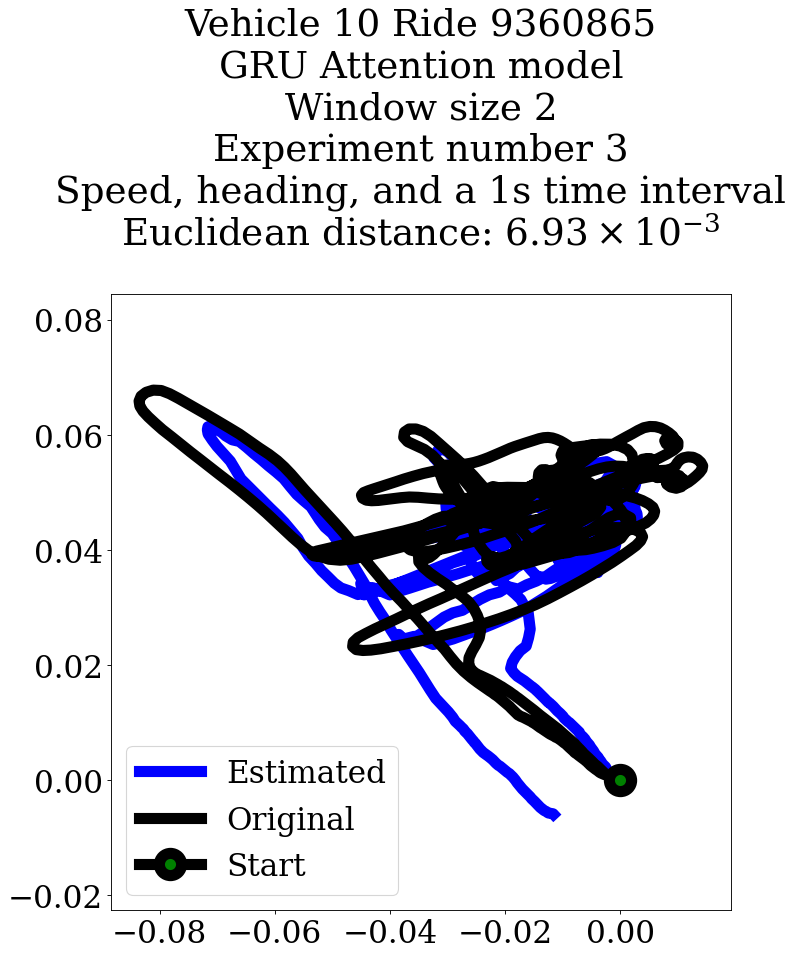 Vehicle 10 Ride 9360865
GRU Attention model
Window size 2
Experiment number 3
Speed, heading, and a 1s time interval
Euclidean distance: 6.93 × 10⁻³
0.08
0.06
0.04
0.02
0.00
−0.02
Estimated
Original
Start
−0.08 −0.06 −0.04 −0.02 0.00